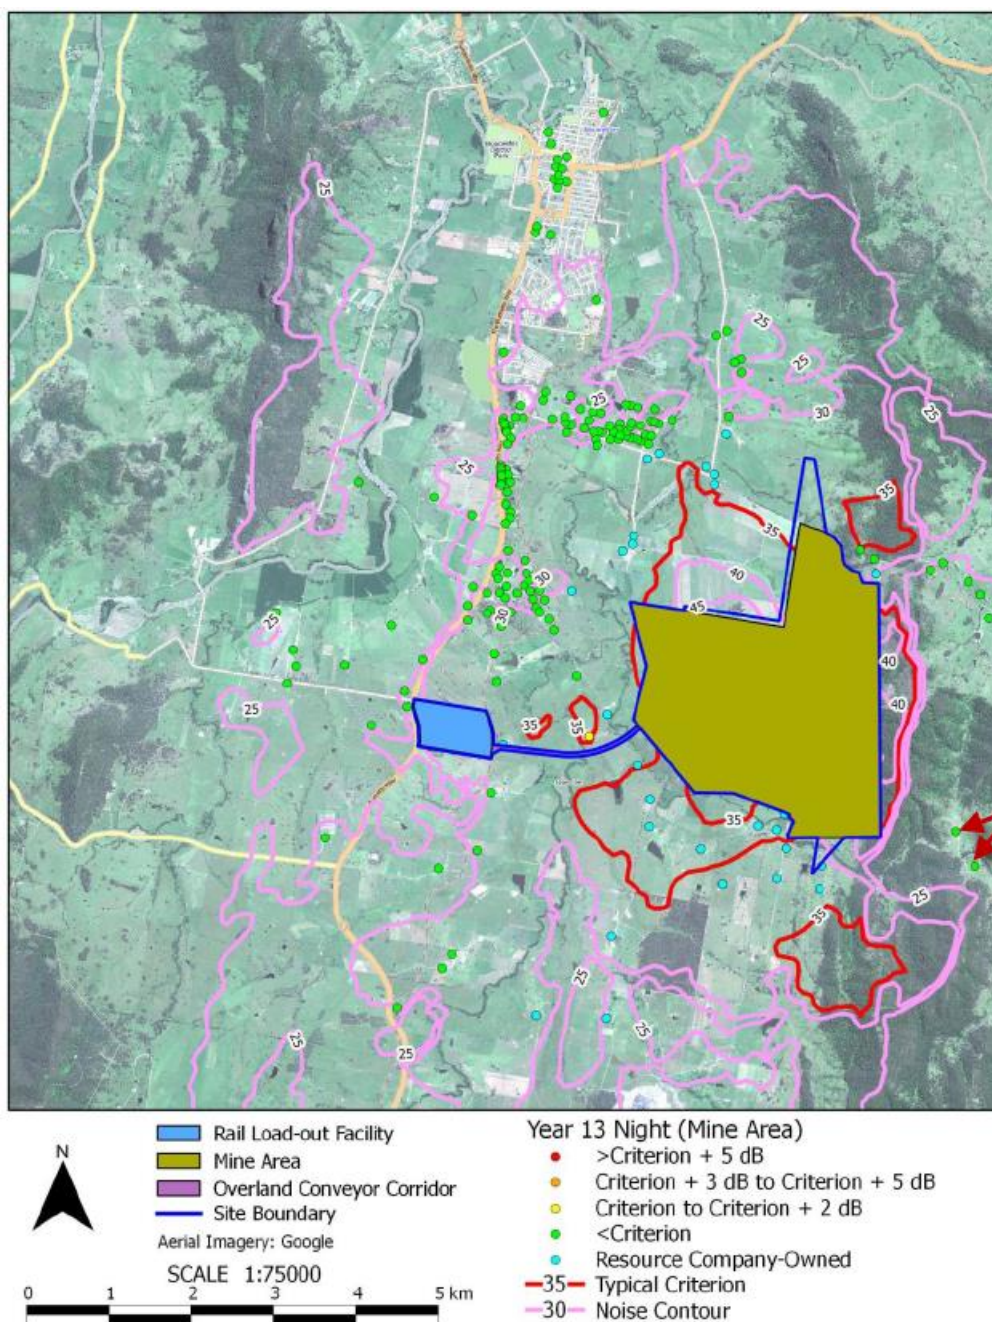 25
25
25
25
30
25
25
35
25
35
40
30
45
30
25
40
25
40
35
35
35
25
35
25
25
25
25
N
Rail Load-out Facility
Mine Area
Overland Conveyor Corridor
Site Boundary
Aerial Imagery: Google
SCALE 1:75000
0 1 2 3 4 5 km
Year 13 Night (Mine Area)
>Criterion + 5 dB
Criterion + 3 dB to Criterion + 5 dB
Criterion to Criterion + 2 dB
<Criterion
Resource Company-Owned
35 Typical Criterion
30 Noise Contour